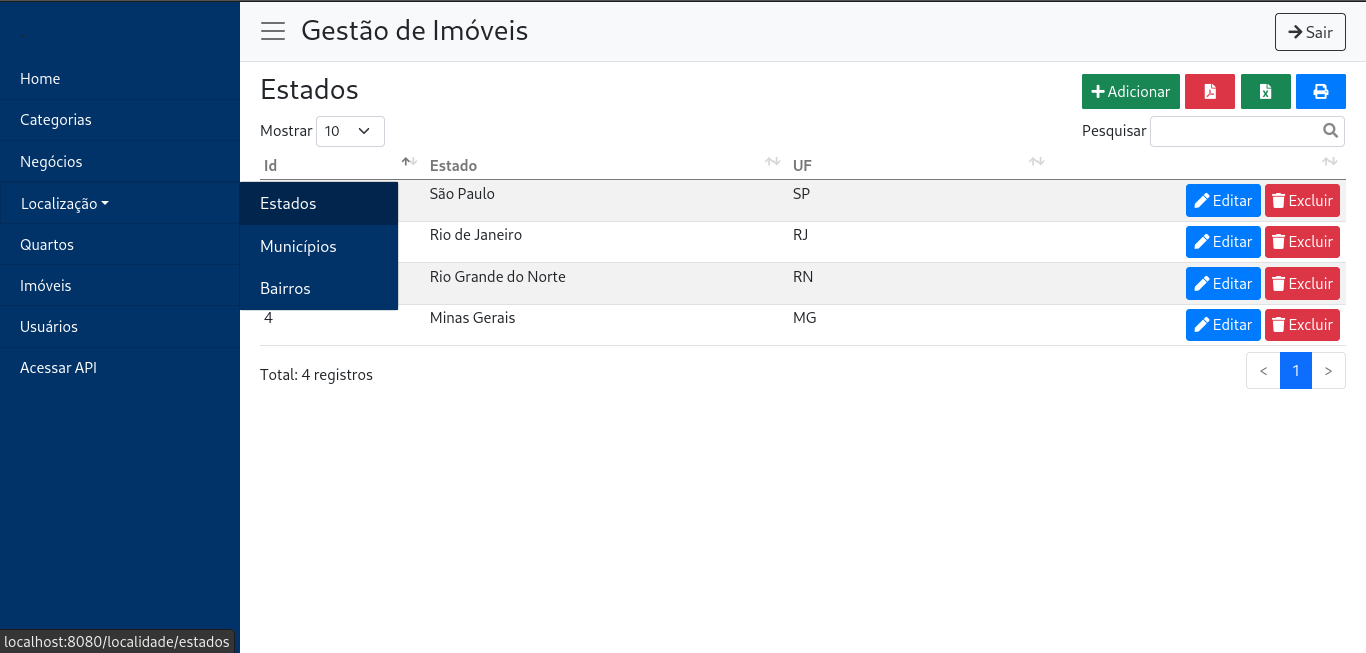 Gestão de Imóveis
Sair
Home
Categorias
Negócios
Localização
Quartos
Imóveis
Usuários
Acessar API
Estados
Municípios
Bairros
Estados
Adicionar
Mostrar 10
Pesquisar
Id Estado UF
São Paulo SP Editar Excluir
Rio de Janeiro RJ Editar Excluir
Rio Grande do Norte RN Editar Excluir
4 Minas Gerais MG Editar Excluir
Total: 4 registros
< 1 >
localhost:8080/localidade/estados